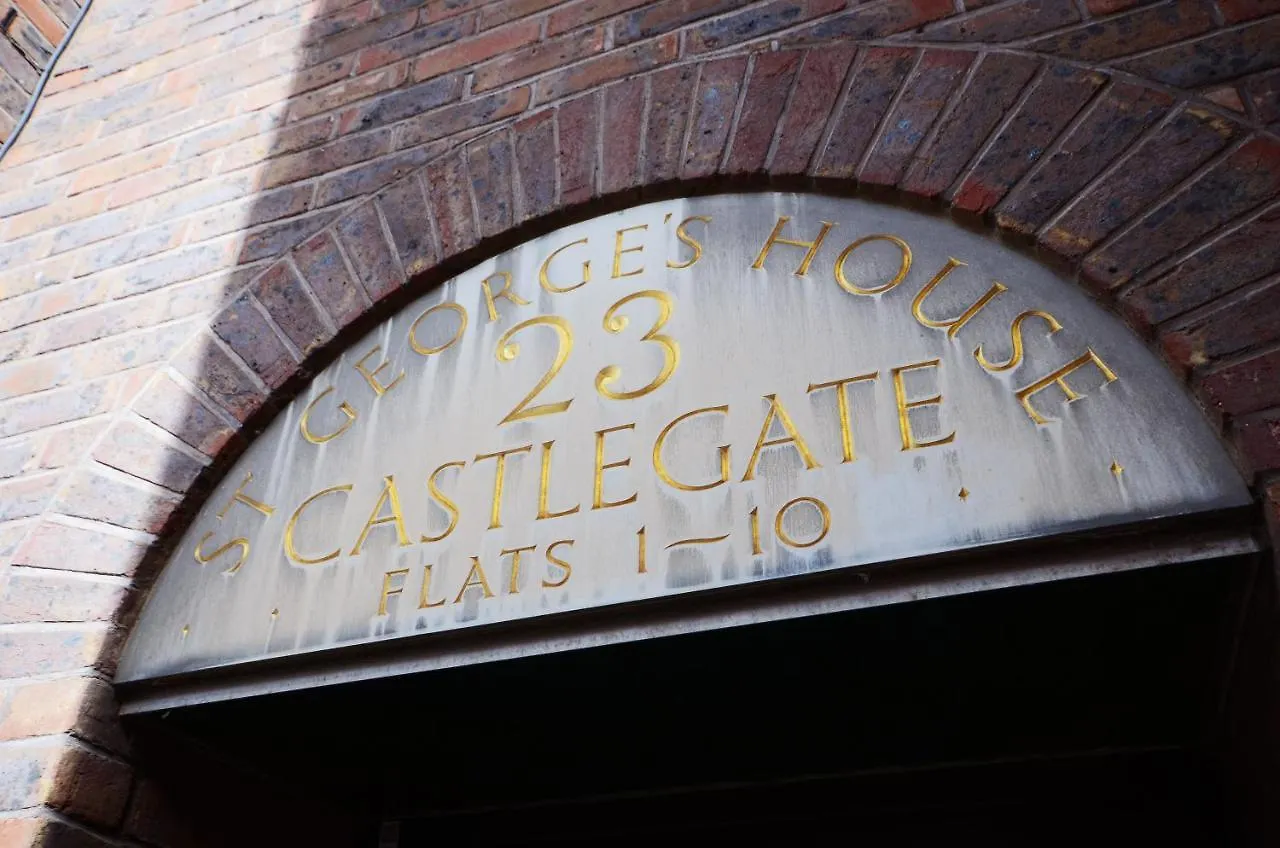 ST GEORGE'S HOUSE
23
CASTLEGATE
FLATS 1~10